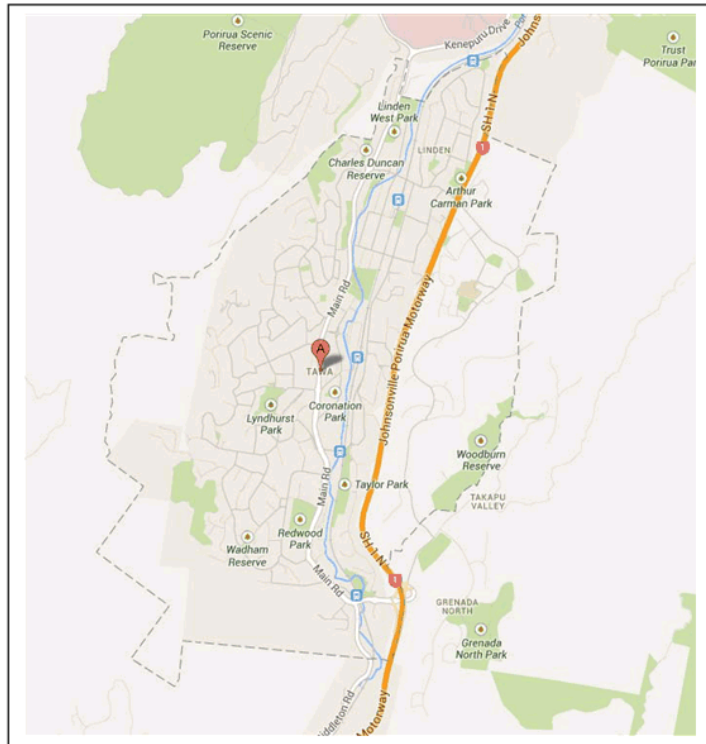 Porirua Scenic
Reserve
Kenepuru Drive
Trust
Porirua Par
SH 1 N
Linden
West Park
LINDEN
1
Charles Duncan
Reserve
Arthur
Carman Park
Main Rd
Johnsonville Porirua Motorway
A
TAWA
Coronation
Park
Lyndhurst
Park
Woodburn
Reserve
Main Rd
Taylor Park
TAKAPU
VALLEY
Redwood
Park
Wadham
Reserve
SH 1 N
Main Rd
1
GRENADA
NORTH
Grenada
North Park
Motorway